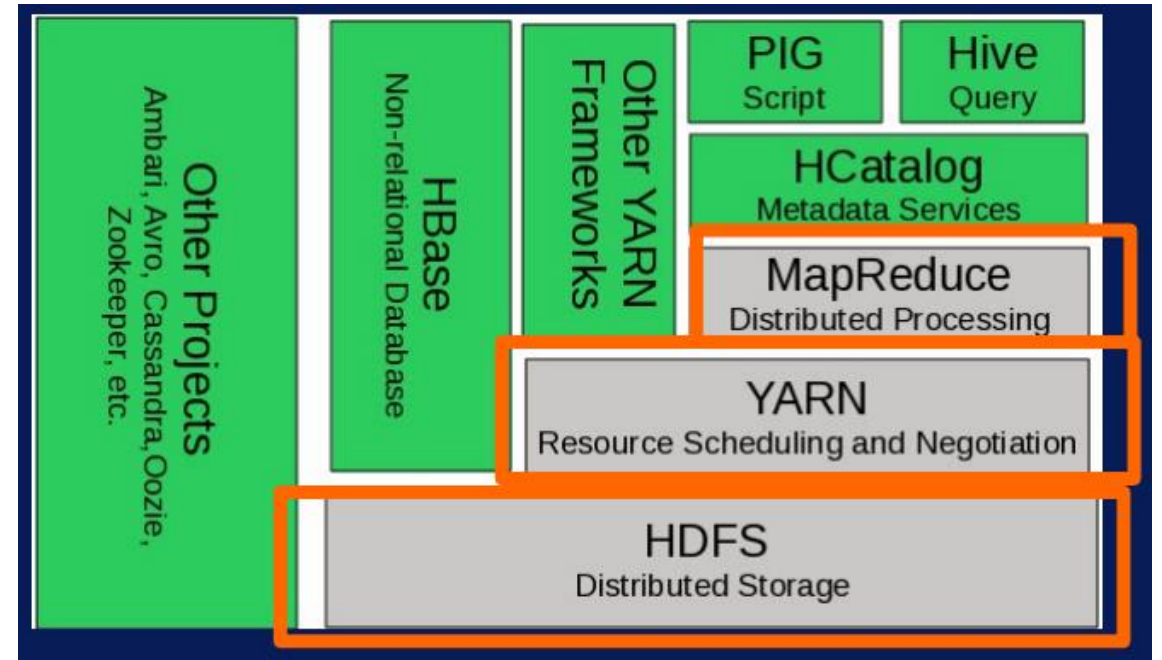 Other Projects
Ambari, Avro, Cassandra,Oozie,
Zookeeper, etc.
HBase
Non-relational Database
Other YARN
Frameworks
PIG
Script
Hive
Query
HCatalog
Metadata Services
MapReduce
Distributed Processing
YARN
Resource Scheduling and Negotiation
HDFS
Distributed Storage